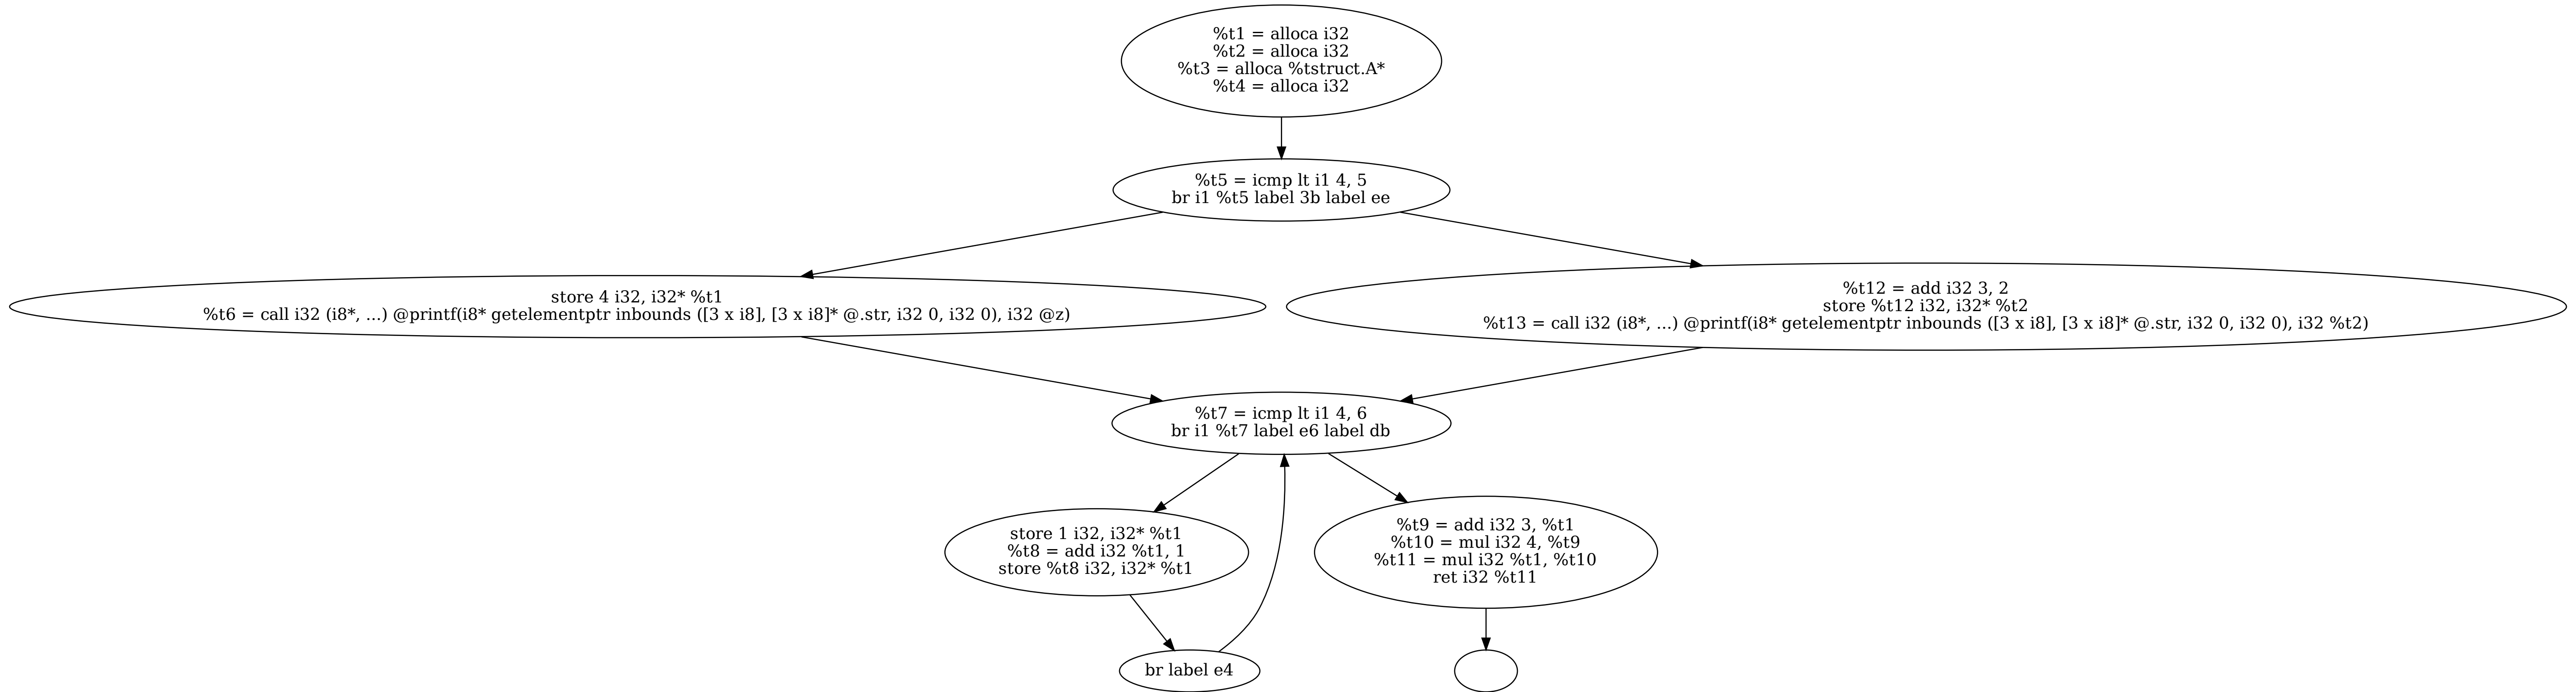 %t1 = alloca i32
%t2 = alloca i32
%t3 = alloca %tstruct.A*
%t4 = alloca i32
%t5 = icmp lt i1 4, 5
br i1 %t5 label 3b label ee
store 4 i32, i32* %t1
%t6 = call i32 (i8*, ...) @printf(i8* getelementptr inbounds ([3 x i8], [3 x i8]* @.str, i32 0, i32 0), i32 @z)
%t12 = add i32 3, 2
store %t12 i32, i32* %t2
%t13 = call i32 (i8*, ...) @printf(i8* getelementptr inbounds ([3 x i8], [3 x i8]* @.str, i32 0, i32 0), i32 %t2)
%t7 = icmp lt i1 4, 6
br i1 %t7 label e6 label db
store 1 i32, i32* %t1
%t8 = add i32 %t1, 1
store %t8 i32, i32* %t1
%t9 = add i32 3, %t1
%t10 = mul i32 4, %t9
%t11 = mul i32 %t1, %t10
ret i32 %t11
br label e4